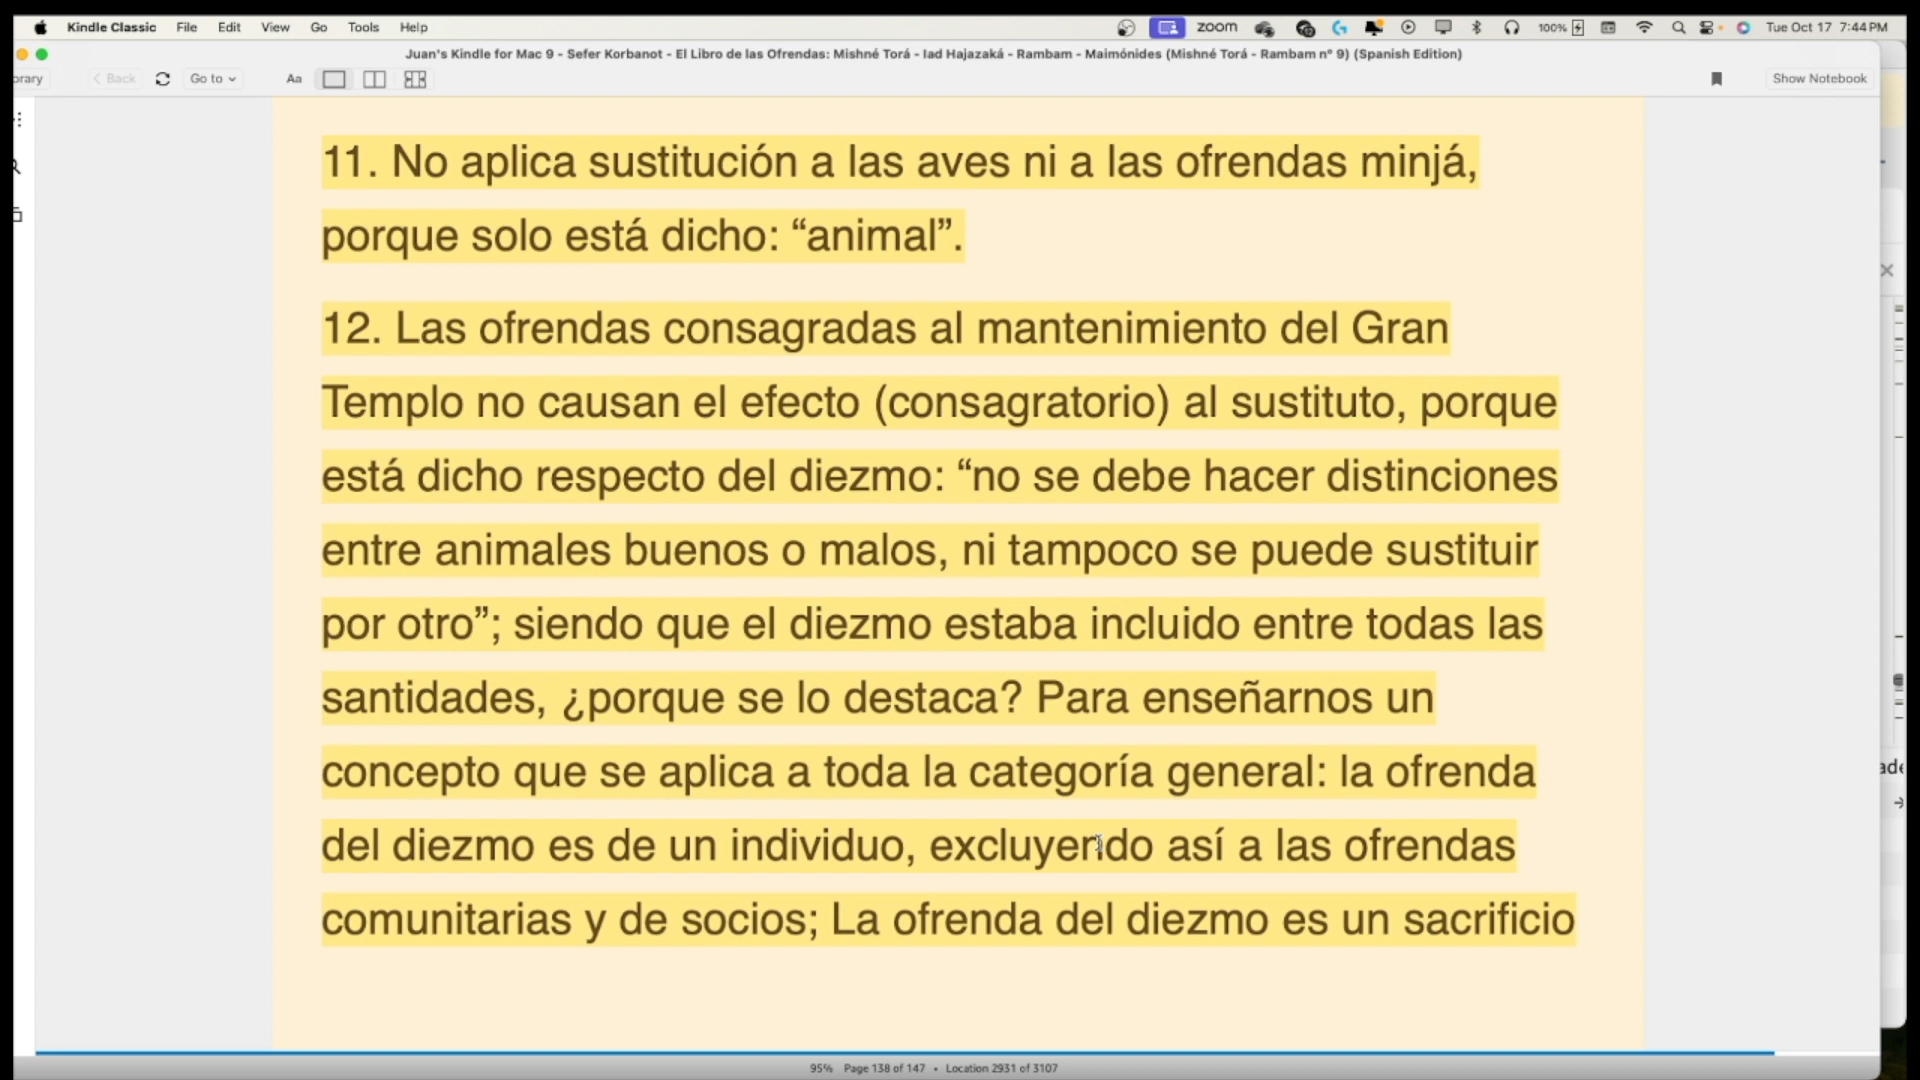 Kindle Classic File Edit View Go Tools Help zoom 100% Tue Oct 17 7:44 PM
Juan's Kindle for Mac 9 - Sefer Korbanot - El Libro de las Ofrendas: Mishné Torá - Iad Hajazaká - Rambam - Maimónides (Mishné Torá - Rambam nº 9) (Spanish Edition)
Back Go to Aa Show Notebook
11. No aplica sustitución a las aves ni a las ofrendas minjá,
porque solo está dicho: “animal”.
12. Las ofrendas consagradas al mantenimiento del Gran
Templo no causan el efecto (consagratorio) al sustituto, porque
está dicho respecto del diezmo: “no se debe hacer distinciones
entre animales buenos o malos, ni tampoco se puede sustituir
por otro”; siendo que el diezmo estaba incluido entre todas las
santidades, ¿porque se lo destaca? Para enseñarnos un
concepto que se aplica a toda la categoría general: la ofrenda
del diezmo es de un individuo, excluyendo así a las ofrendas
comunitarias y de socios; La ofrenda del diezmo es un sacrificio
95% Page 138 of 147 • Location 2931 of 3107